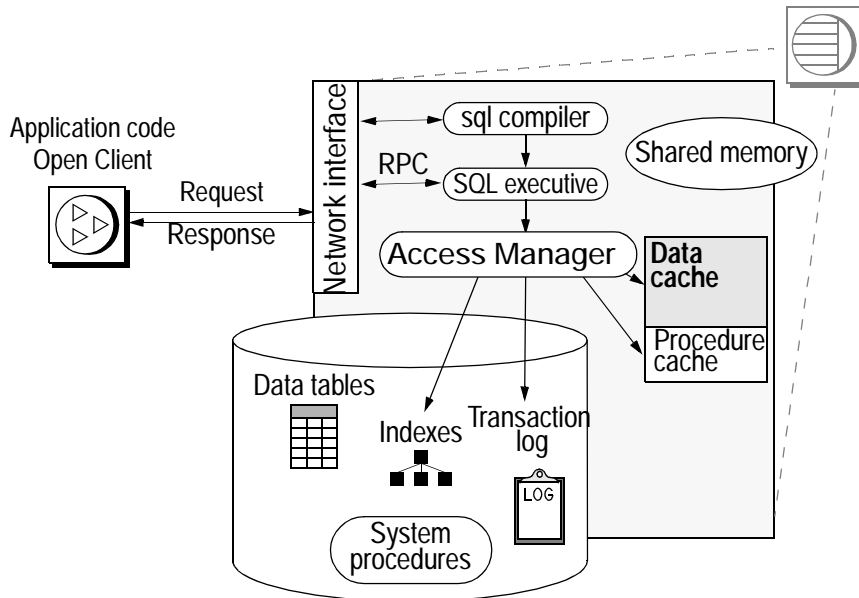 Application code
Open Client
Request
Response
Network interface
sql compiler
RPC
SQL executive
Shared memory
Access Manager
Data
cache
Procedure
cache
Data tables
Indexes
Transaction
log
LOG
System
procedures